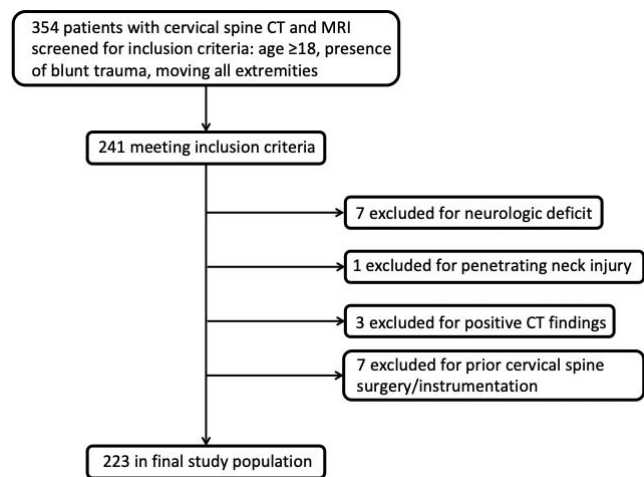 354 patients with cervical spine CT and MRI
screened for inclusion criteria: age ≥18, presence
of blunt trauma, moving all extremities
241 meeting inclusion criteria
7 excluded for neurologic deficit
1 excluded for penetrating neck injury
3 excluded for positive CT findings
7 excluded for prior cervical spine
surgery/instrumentation
223 in final study population